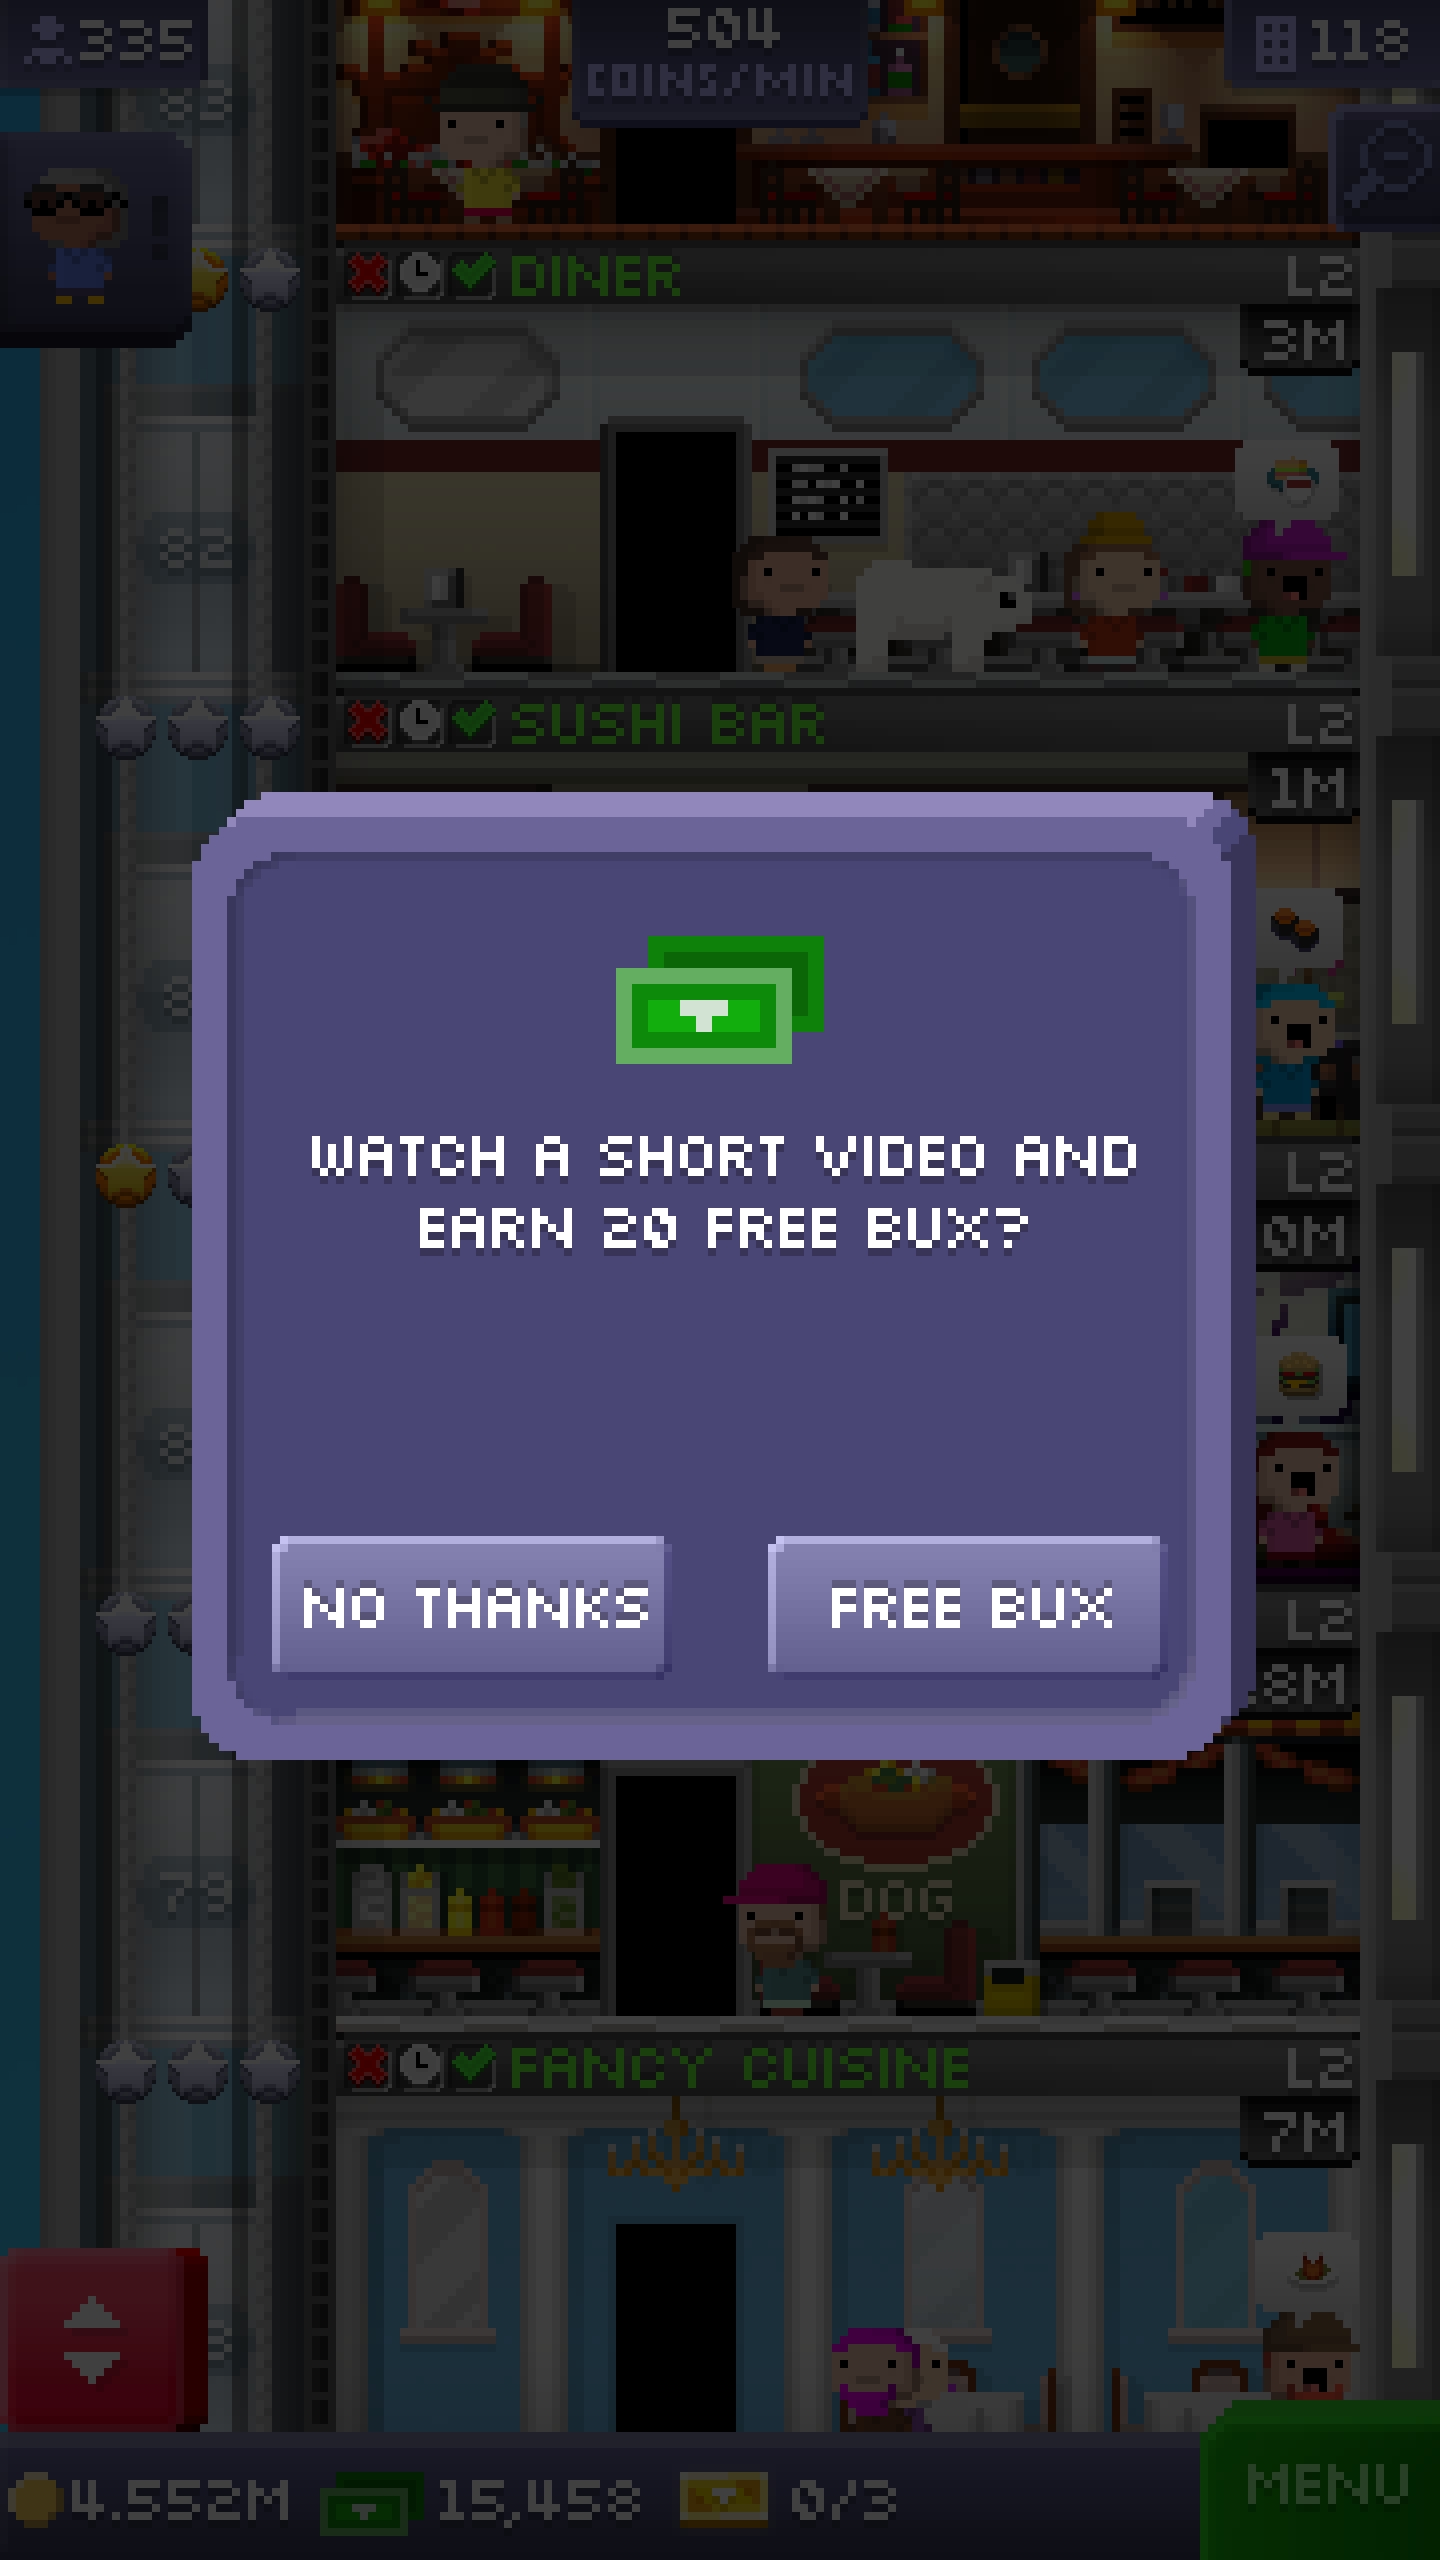 335
504
COINS/MIN
118
83
DINER
L2
3M
82
SUSHI BAR
L2
1M
L2
0M
WATCH A SHORT VIDEO AND
EARN 20 FREE BUX?
NO THANKS
FREE BUX
L2
.8M
79
DOG
FANCY CUISINE
L2
7M
4.552M
15,458
0/3
MENU